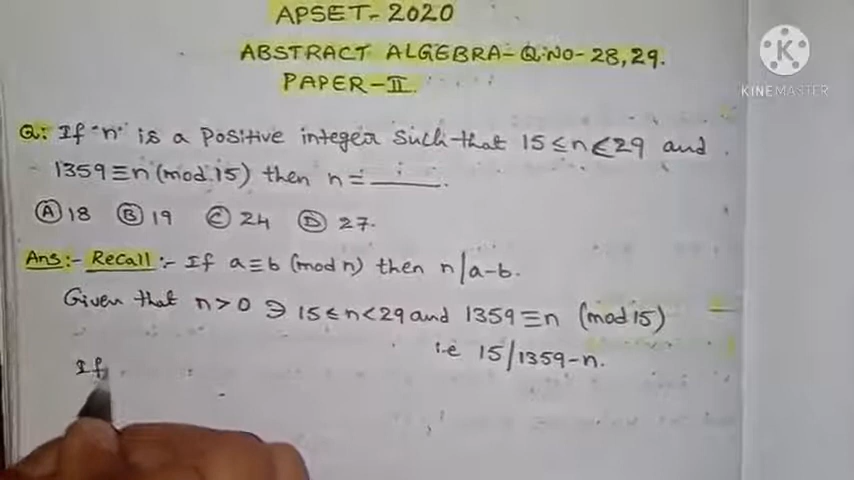 APSET-2020
ABSTRACT ALGEBRA-Q.NO-28,29.
PAPER-II
KINEMASTER
Q: If "n" is a positive integer such that 15 ≤ n < 29 and
1359 ≡ n (mod 15) then n = ______.
Ⓐ 18 Ⓑ 19 Ⓒ 24 Ⓓ 27.
Ans:- Recall:- If a ≡ b (mod n) then n/a-b.
Given that n > 0 ∋ 15 ≤ n < 29 and 1359 ≡ n (mod 15)
i.e 15/1359-n.
If